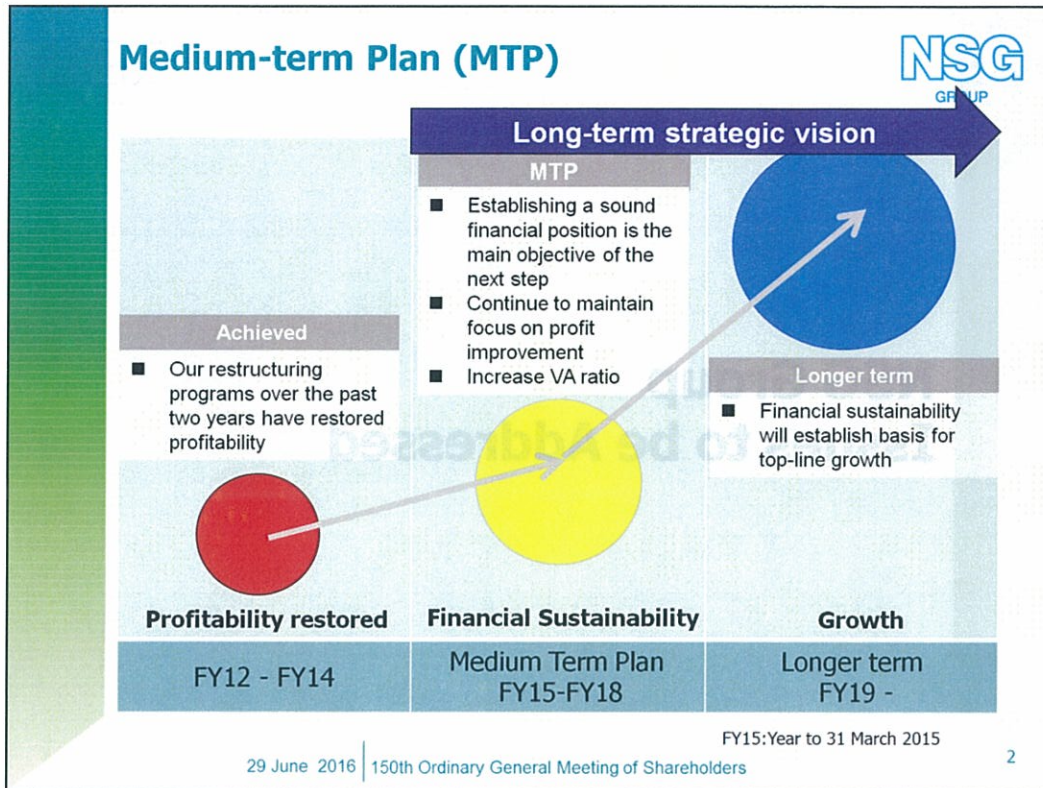 Medium-term Plan (MTP)
NSG
GROUP
Long-term strategic vision
MTP
■ Establishing a sound
financial position is the
main objective of the
next step
■ Continue to maintain
focus on profit
improvement
■ Increase VA ratio
Achieved
■ Our restructuring
programs over the past
two years have restored
profitability
Longer term
■ Financial sustainability
will establish basis for
top-line growth
Profitability restored
Financial Sustainability
Growth
FY12 - FY14
Medium Term Plan
FY15-FY18
Longer term
FY19 -
FY15:Year to 31 March 2015
29 June 2016 | 150th Ordinary General Meeting of Shareholders
2